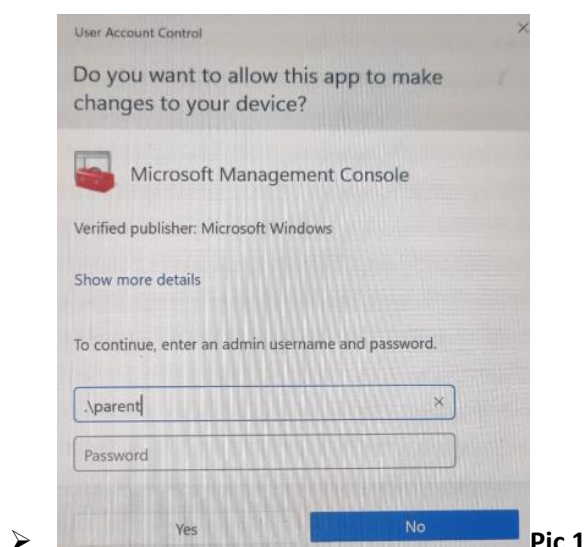 User Account Control
Do you want to allow this app to make
changes to your device?
Microsoft Management Console
Verified publisher: Microsoft Windows
Show more details
To continue, enter an admin username and password.
.\parent
Password
Yes No
Pic 1